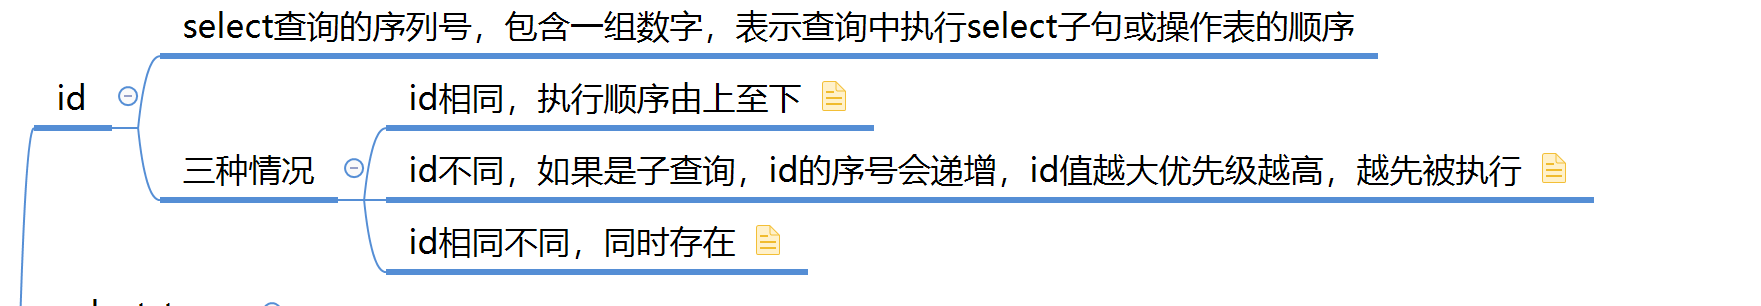 select查询的序列号，包含一组数字，表示查询中执行select子句或操作表的顺序
id
id相同，执行顺序由上至下
三种情况
id不同，如果是子查询，id的序号会递增，id值越大优先级越高，越先被执行
id相同不同，同时存在